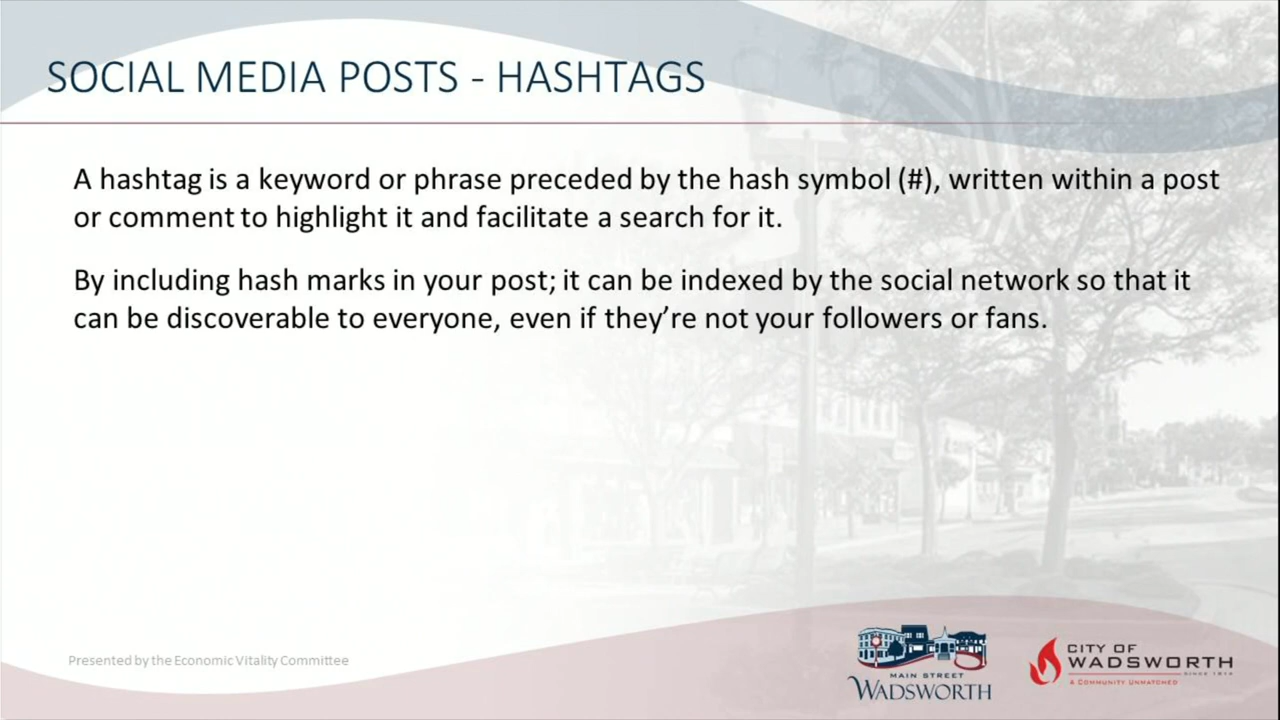 SOCIAL MEDIA POSTS - HASHTAGS
A hashtag is a keyword or phrase preceded by the hash symbol (#), written within a post
or comment to highlight it and facilitate a search for it.
By including hash marks in your post; it can be indexed by the social network so that it
can be discoverable to everyone, even if they’re not your followers or fans.
Presented by the Economic Vitality Committee
MAIN STREET
WADSWORTH
CITY OF
WADSWORTH
A COMMUNITY UNMATCHED